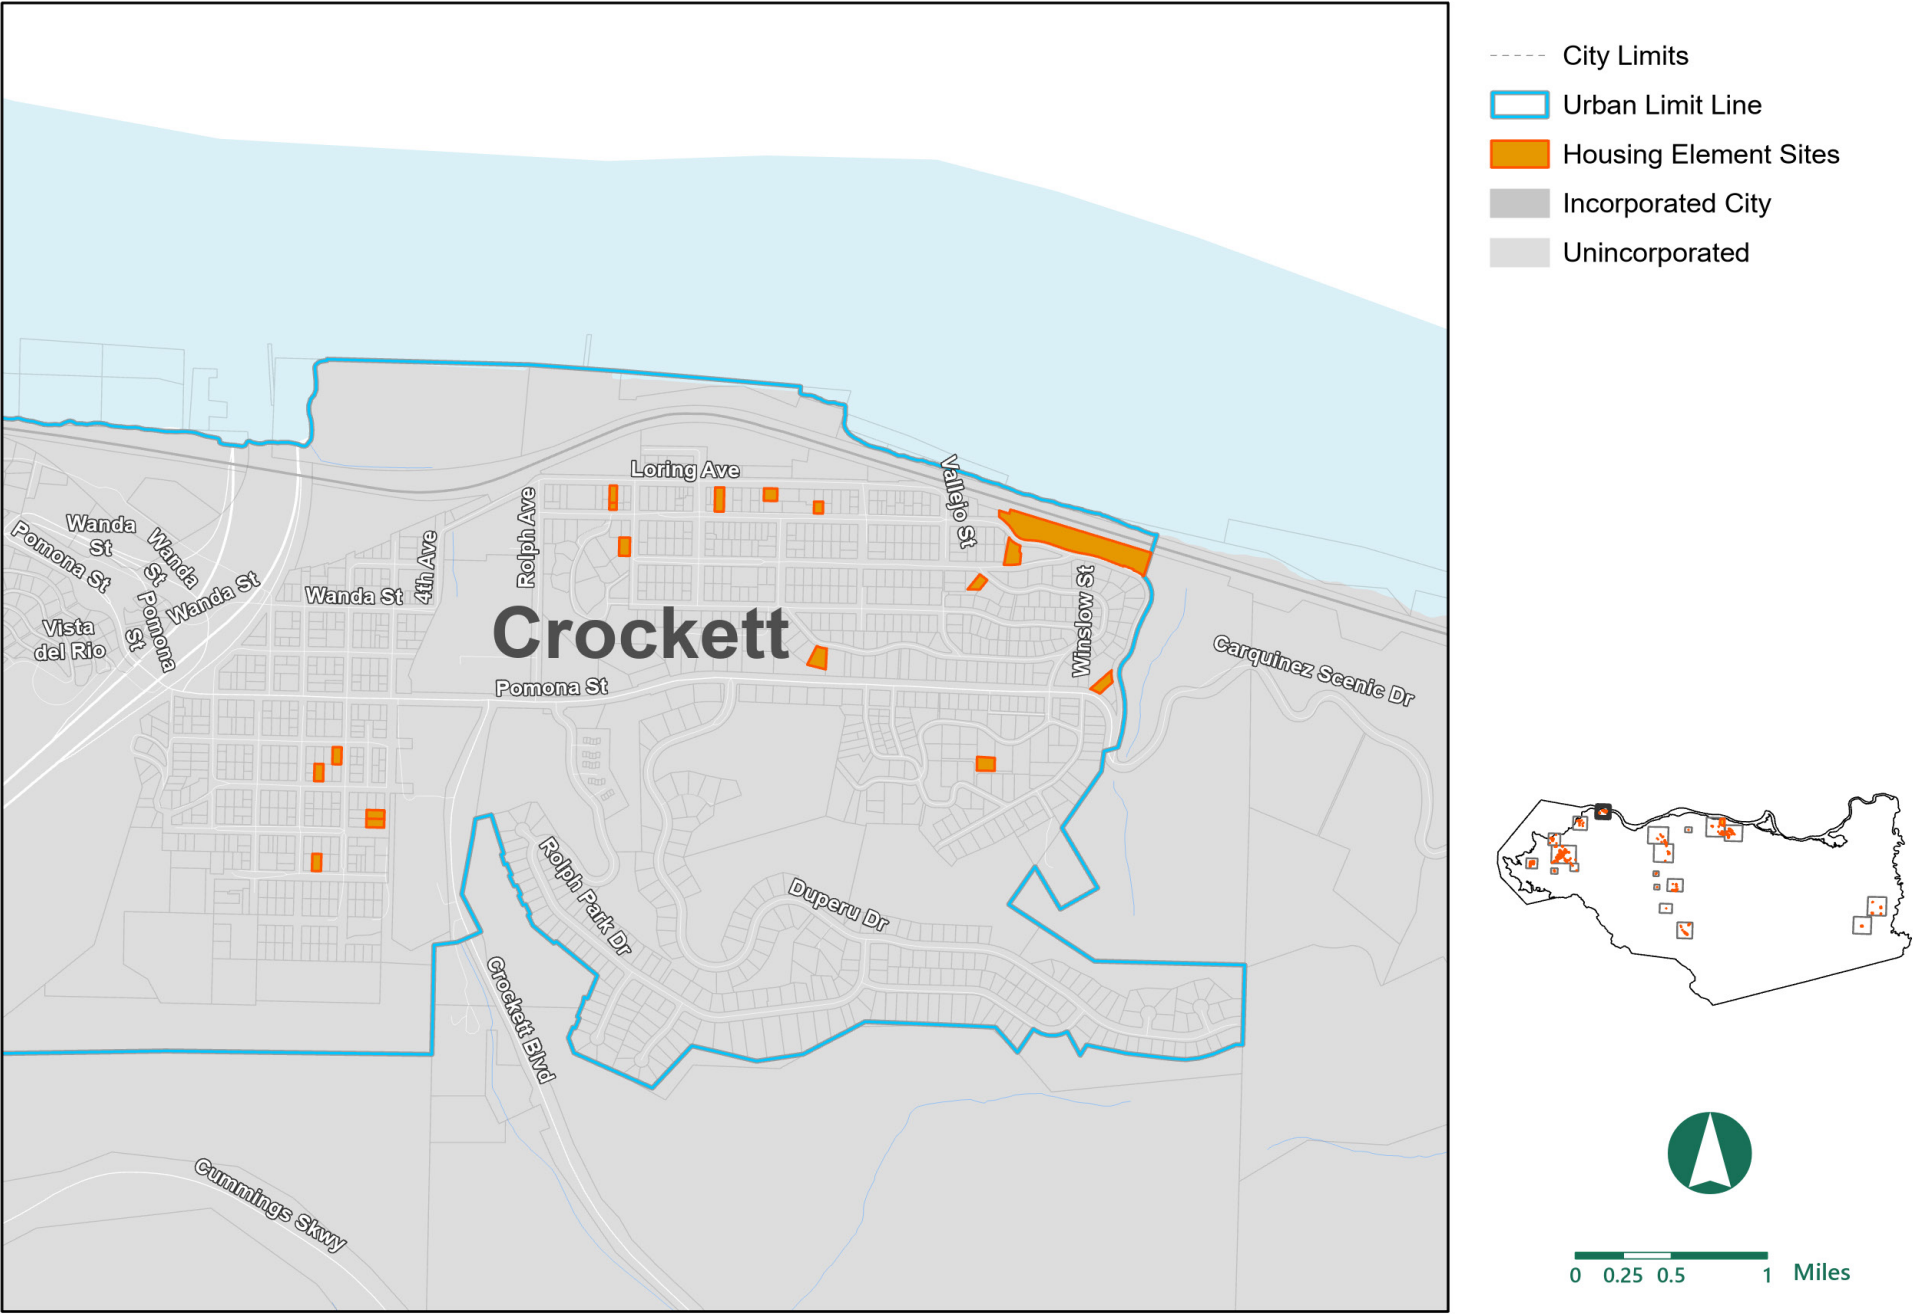 City Limits
Urban Limit Line
Housing Element Sites
Incorporated City
Unincorporated
Loring Ave
Vallejo St
Rolph Ave
4th Ave
Wanda
St
Wanda
St
Pomona St
Wanda St
Wanda St
Pomona
St
Vista
del Rio
Crockett
Winslow St
Carquinez Scenic Dr
Pomona St
Rolph Park Dr
Duperu Dr
Crockett Blvd
Cummings Skwy
0 0.25 0.5 1 Miles